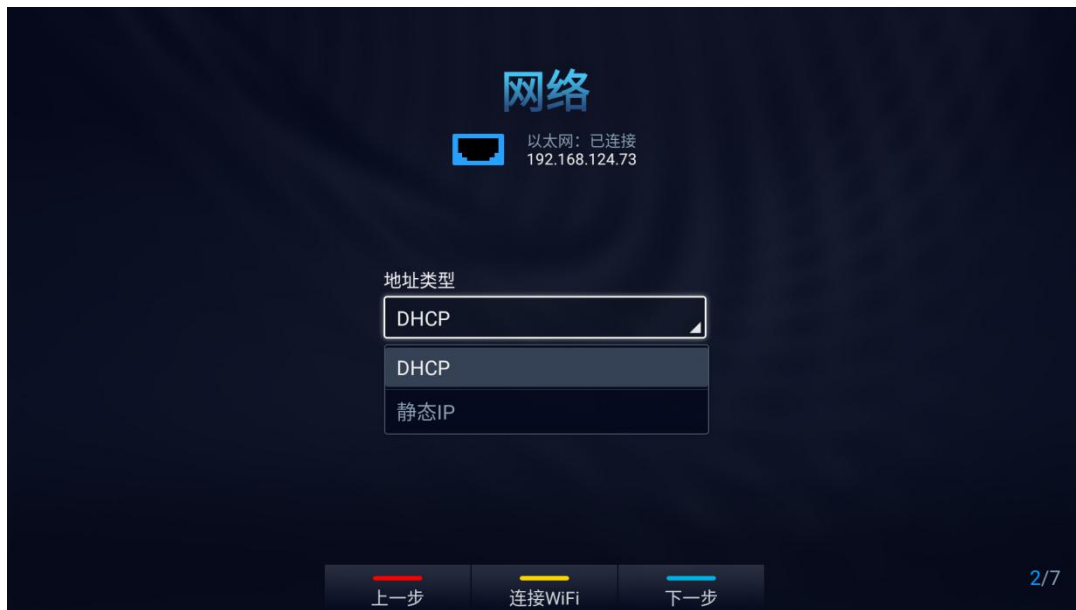 网络
以太网：已连接
192.168.124.73
地址类型
DHCP
DHCP
静态IP
上一步
连接WiFi
下一步
2/7